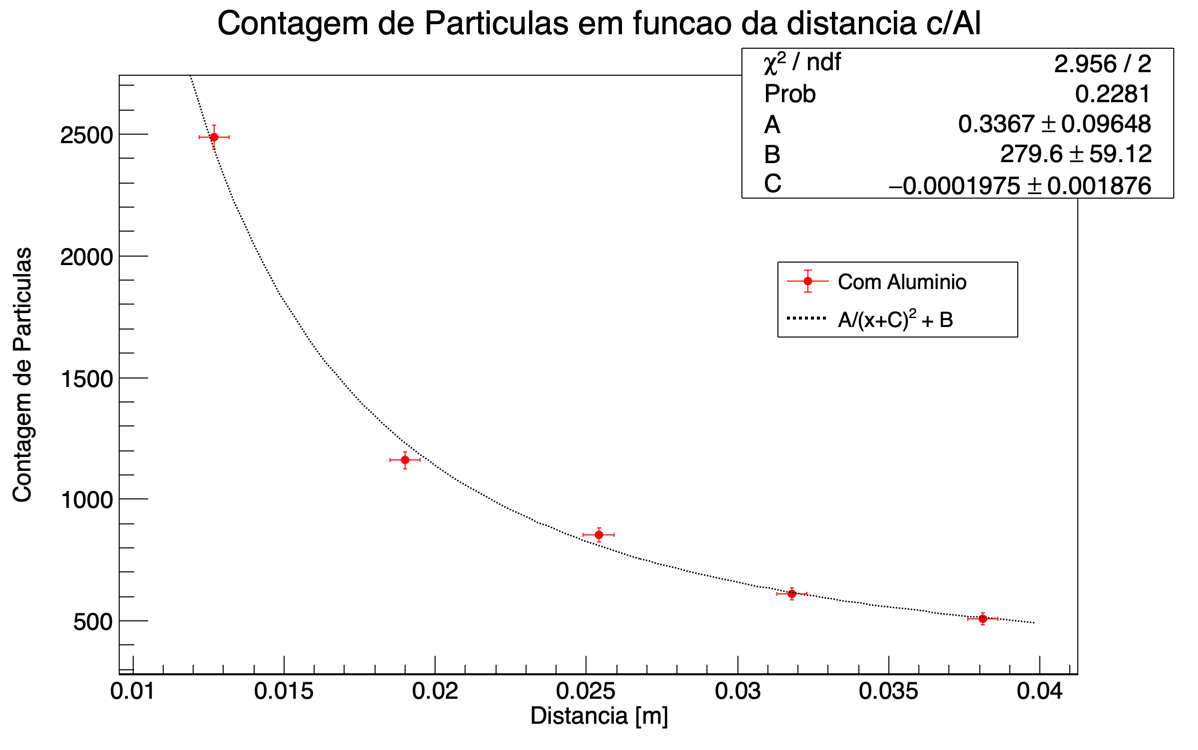 Contagem de Particulas em funcao da distancia c/Al
χ² / ndf 2.956 / 2
Prob 0.2281
A 0.3367 ± 0.09648
B 279.6 ± 59.12
C −0.0001975 ± 0.001876
Com Aluminio
A/(x+C)² + B
Contagem de Particulas
2500
2000
1500
1000
500
0.01 0.015 0.02 0.025 0.03 0.035 0.04
Distancia [m]